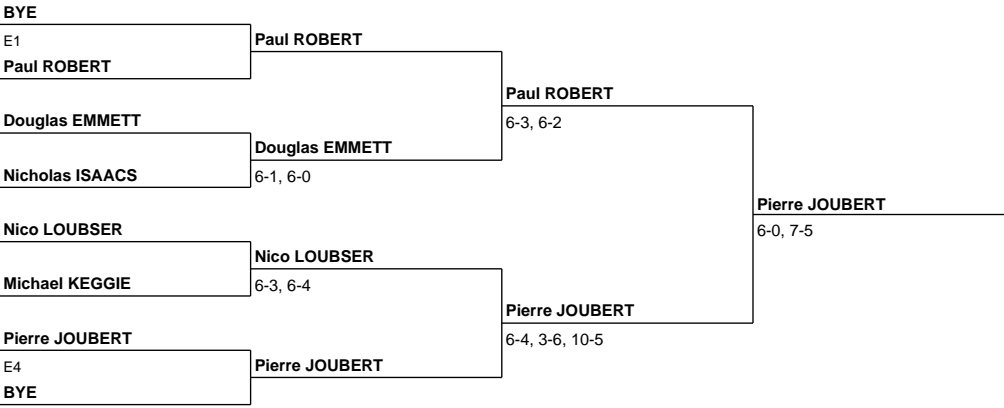 BYE
E1
Paul ROBERT
Paul ROBERT
Douglas EMMETT
Nicholas ISAACS
Douglas EMMETT
6-1, 6-0
Paul ROBERT
6-3, 6-2
Nico LOUBSER
Michael KEGGIE
Nico LOUBSER
6-3, 6-4
Pierre JOUBERT
E4
BYE
Pierre JOUBERT
Pierre JOUBERT
6-4, 3-6, 10-5
Pierre JOUBERT
6-0, 7-5